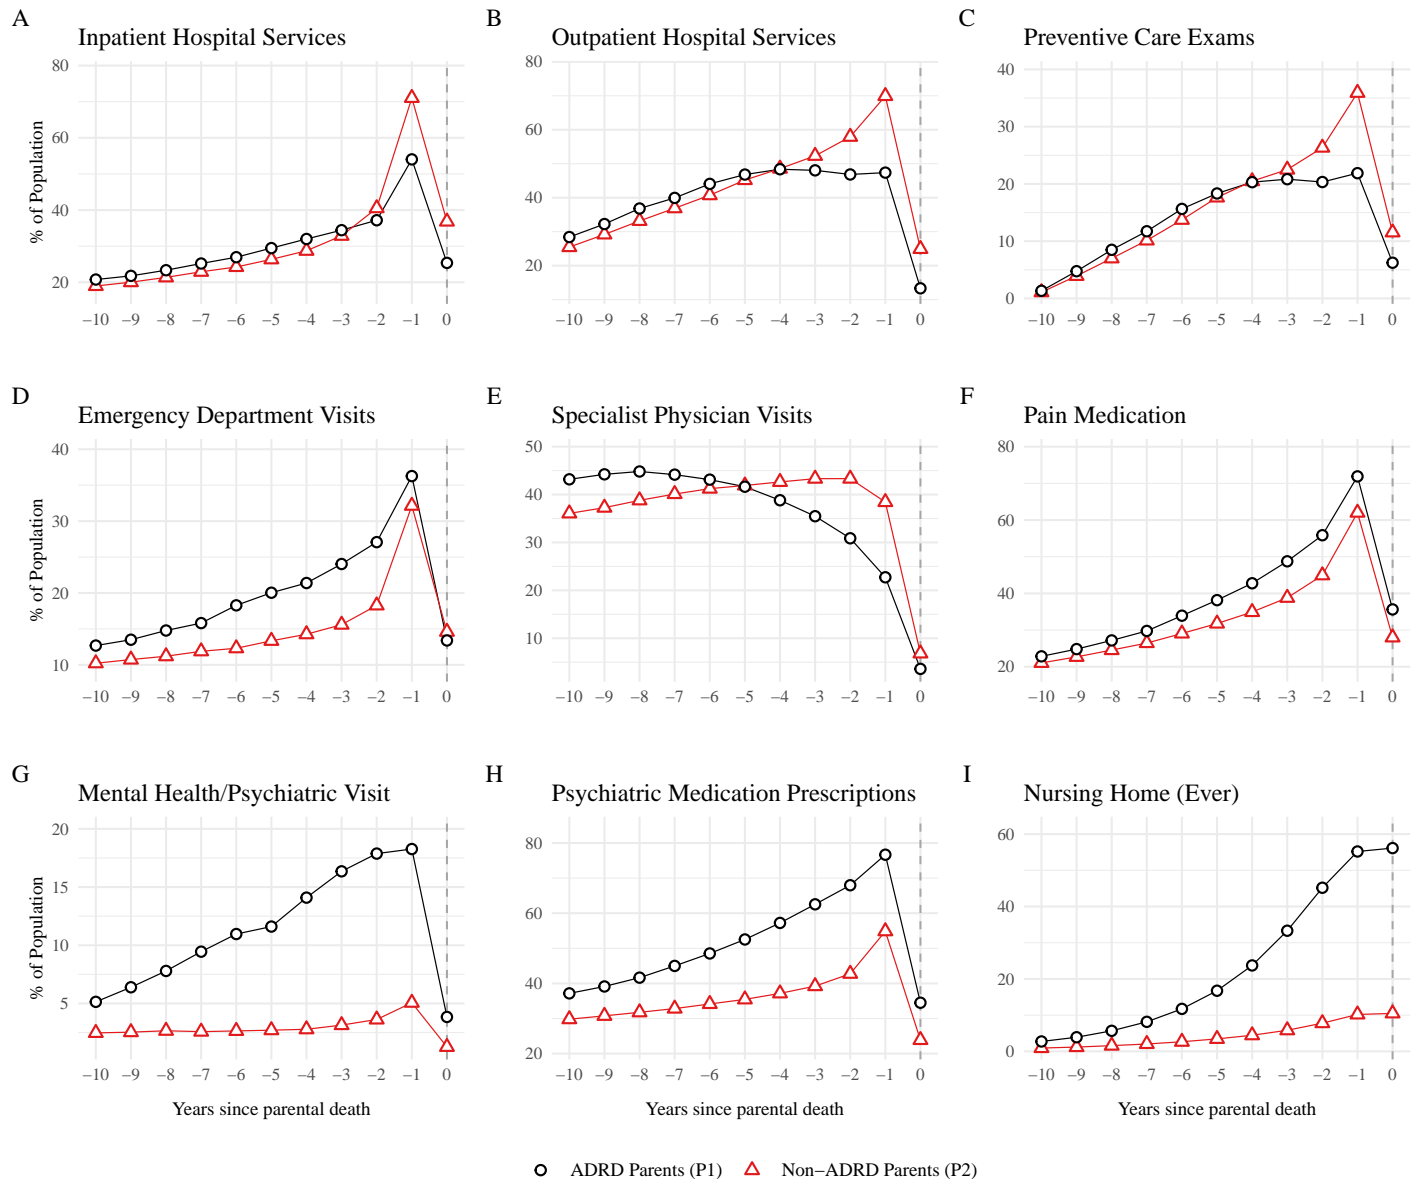 A
Inpatient Hospital Services
% of Population
80
60
40
20
−10 −9 −8 −7 −6 −5 −4 −3 −2 −1 0
B
Outpatient Hospital Services
80
60
40
20
−10 −9 −8 −7 −6 −5 −4 −3 −2 −1 0
C
Preventive Care Exams
40
30
20
10
0
−10 −9 −8 −7 −6 −5 −4 −3 −2 −1 0
D
Emergency Department Visits
% of Population
40
30
20
10
−10 −9 −8 −7 −6 −5 −4 −3 −2 −1 0
E
Specialist Physician Visits
50
40
30
20
10
−10 −9 −8 −7 −6 −5 −4 −3 −2 −1 0
F
Pain Medication
80
60
40
20
−10 −9 −8 −7 −6 −5 −4 −3 −2 −1 0
G
Mental Health/Psychiatric Visit
% of Population
20
15
10
5
−10 −9 −8 −7 −6 −5 −4 −3 −2 −1 0
Years since parental death
H
Psychiatric Medication Prescriptions
80
60
40
20
−10 −9 −8 −7 −6 −5 −4 −3 −2 −1 0
Years since parental death
I
Nursing Home (Ever)
60
40
20
0
−10 −9 −8 −7 −6 −5 −4 −3 −2 −1 0
Years since parental death
ADRD Parents (P1) Non−ADRD Parents (P2)